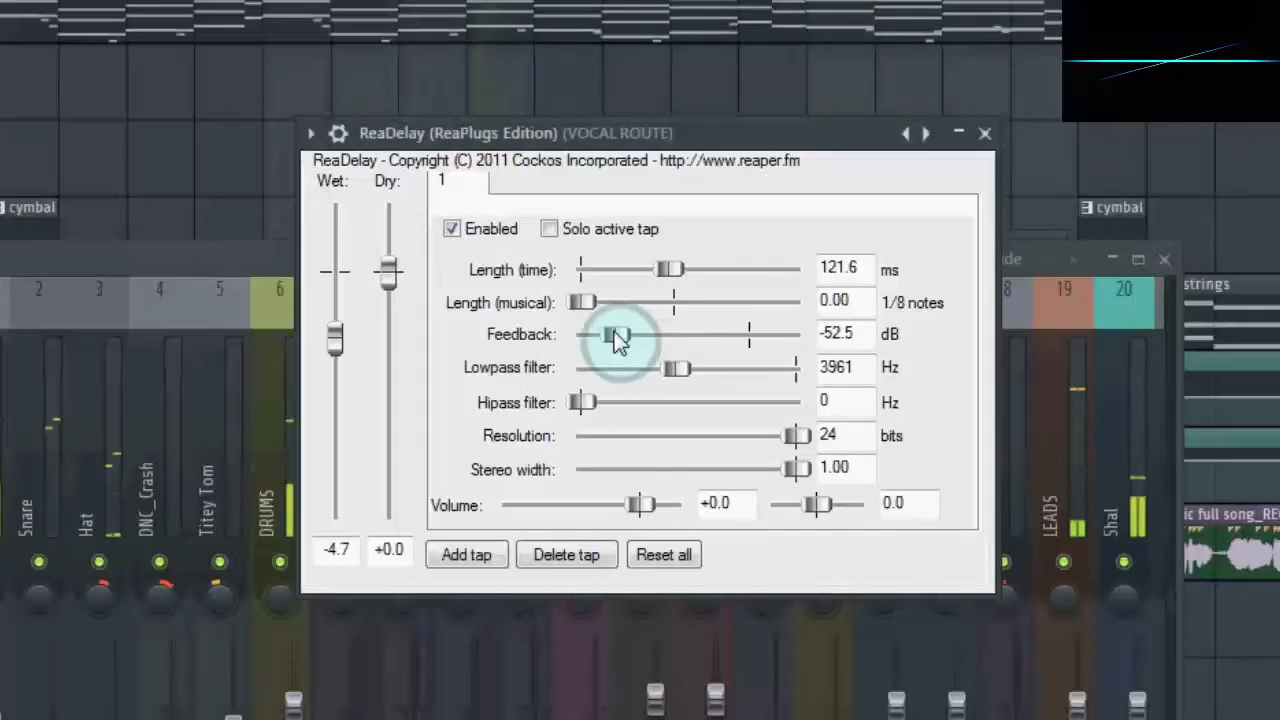 ReaDelay (ReaPlugs Edition) (VOCAL ROUTE)
ReaDelay - Copyright (C) 2011 Cockos Incorporated - http://www.reaper.fm
Wet: Dry: 1
cymbal
cymbal
Enabled Solo active tap
Length (time): 121.6 ms
Length (musical): 0.00 1/8 notes
Feedback: -52.5 dB
Lowpass filter: 3961 Hz
Hipass filter: 0 Hz
Resolution: 24 bits
Stereo width: 1.00
Volume: +0.0 0.0
-4.7 +0.0 Add tap Delete tap Reset all
2 3 4 5 6
8 19 20
strings
Snare
Hat
DNC_Crash
Titey Tom
DRUMS
LEADS
Shal
ic full song_RE